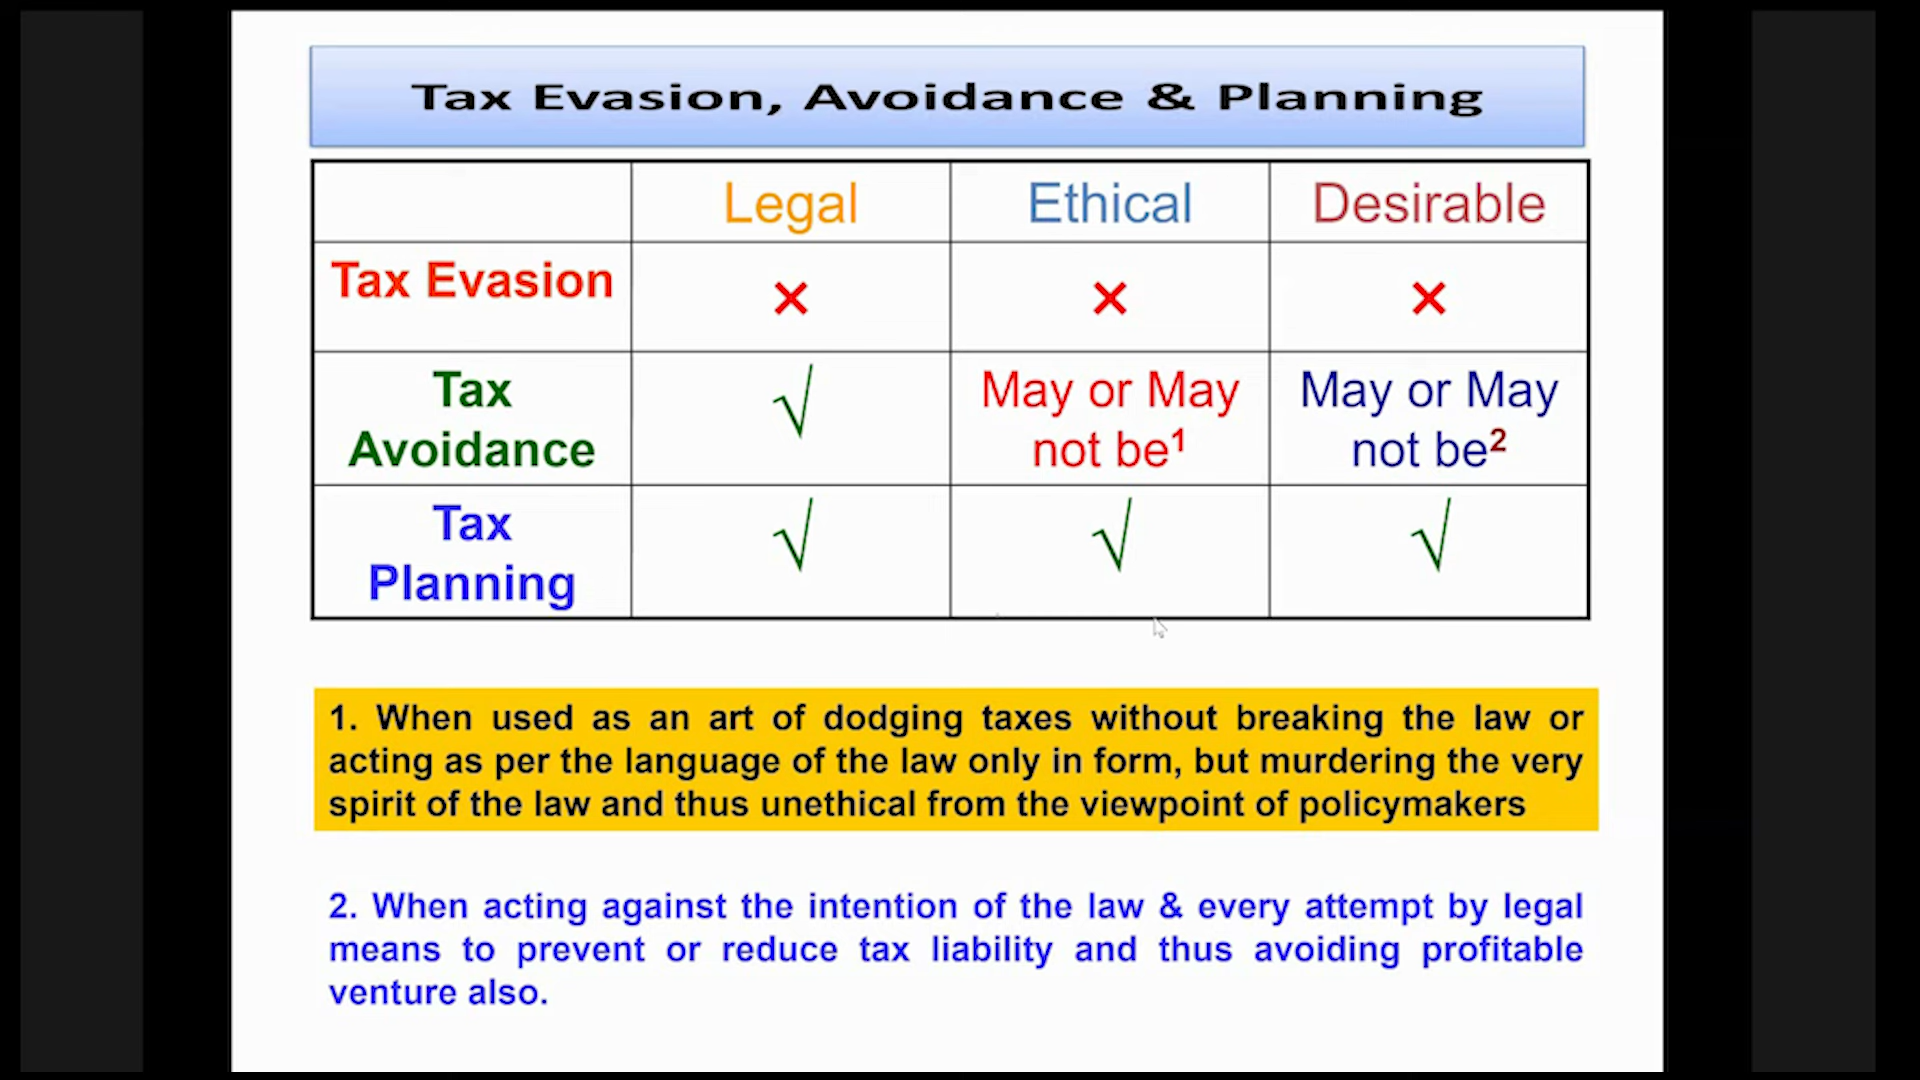 Tax Evasion, Avoidance & Planning
Legal Ethical Desirable
Tax Evasion × × ×
Tax Avoidance √ May or May not be¹ May or May not be²
Tax Planning √ √ √
1. When used as an art of dodging taxes without breaking the law or
acting as per the language of the law only in form, but murdering the very
spirit of the law and thus unethical from the viewpoint of policymakers
2. When acting against the intention of the law & every attempt by legal
means to prevent or reduce tax liability and thus avoiding profitable
venture also.